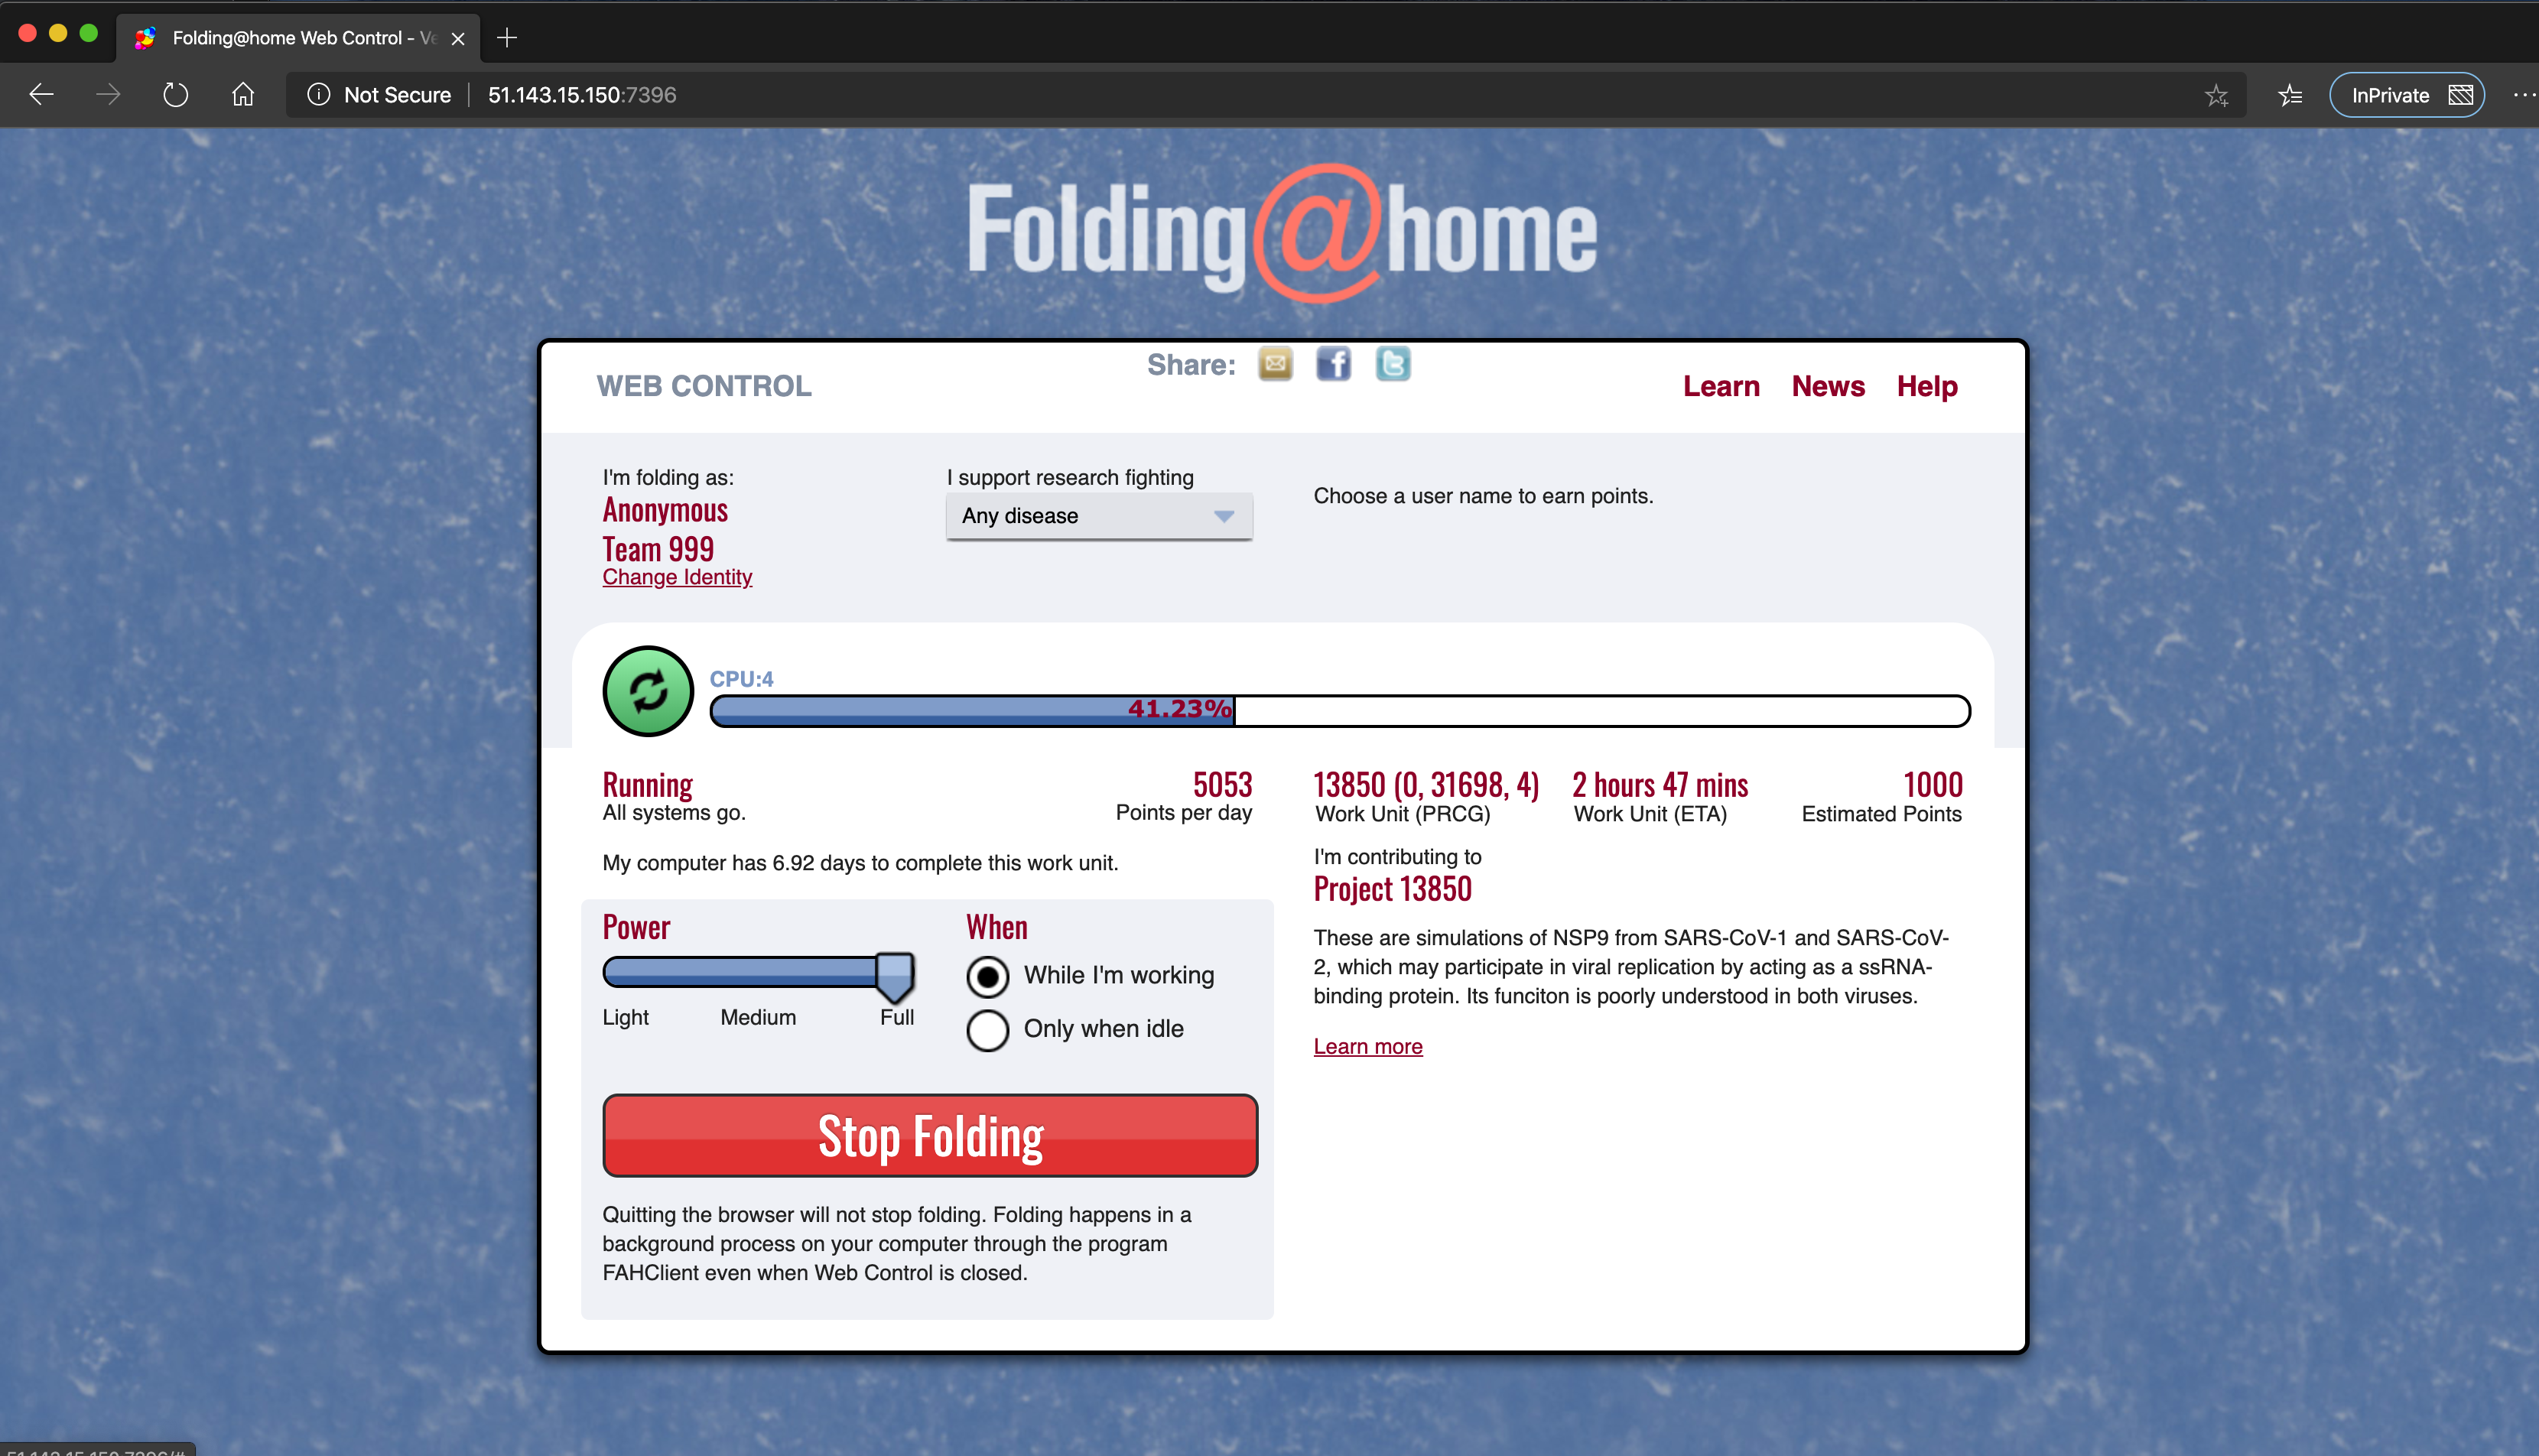 Folding@home Web Control - Ve
Not Secure
51.143.15.150:7396
InPrivate
Folding@home
WEB CONTROL
Share:
Learn
News
Help
I'm folding as:
Anonymous
Team 999
Change Identity
I support research fighting
Any disease
Choose a user name to earn points.
CPU:4
41.23%
Running
All systems go.
5053
Points per day
13850 (0, 31698, 4)
Work Unit (PRCG)
2 hours 47 mins
Work Unit (ETA)
1000
Estimated Points
My computer has 6.92 days to complete this work unit.
Power
Light
Medium
Full
When
While I'm working
Only when idle
Stop Folding
Quitting the browser will not stop folding. Folding happens in a
background process on your computer through the program
FAHClient even when Web Control is closed.
I'm contributing to
Project 13850
These are simulations of NSP9 from SARS-CoV-1 and SARS-CoV-
2, which may participate in viral replication by acting as a ssRNA-
binding protein. Its funciton is poorly understood in both viruses.
Learn more